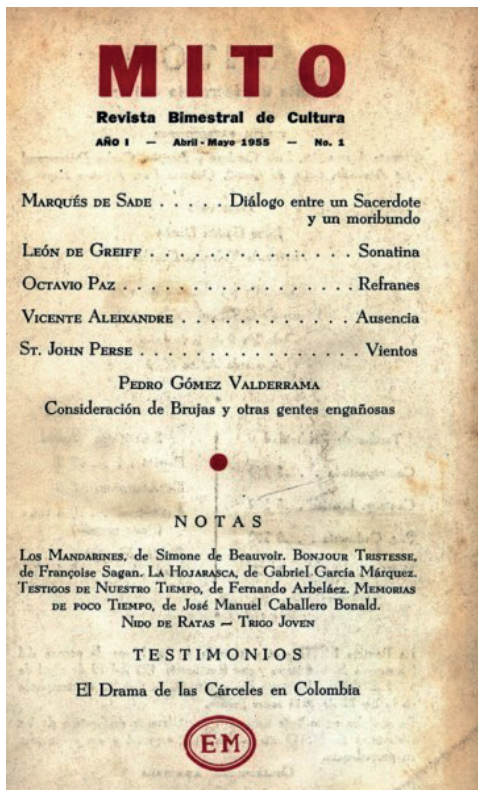 MITO
Revista Bimestral de Cultura
AÑO I — Abril - Mayo 1955 — No. 1
MARQUÉS DE SADE . . . . . Diálogo entre un Sacerdote
y un moribundo
LEÓN DE GREIFF . . . . . . . . . . . . . . Sonatina
OCTAVIO PAZ . . . . . . . . . . . . . . . . . Refranes
VICENTE ALEIXANDRE . . . . . . . . . . . . Ausencia
ST. JOHN PERSE . . . . . . . . . . . . . . . . Vientos
PEDRO GÓMEZ VALDERRAMA
Consideración de Brujas y otras gentes engañosas
NOTAS
LOS MANDARINES, de Simone de Beauvoir. BONJOUR TRISTESSE,
de Françoise Sagan. LA HOJARASCA, de Gabriel García Márquez.
TESTIGOS DE NUESTRO TIEMPO, de Fernando Arbeláez. MEMORIAS
DE POCO TIEMPO, de José Manuel Caballero Bonald.
NIDO DE RATAS — TRIGO JOVEN
TESTIMONIOS
El Drama de las Cárceles en Colombia
EM